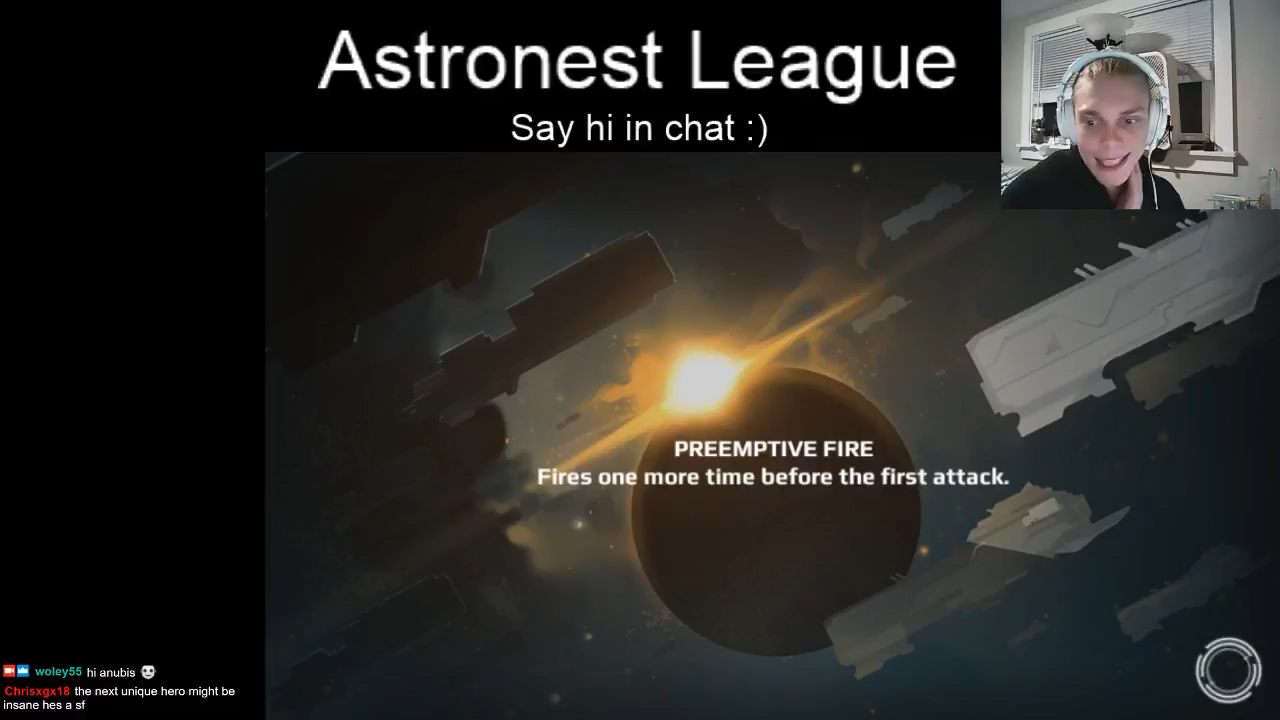 Astronest League
Say hi in chat :)
PREEMPTIVE FIRE
Fires one more time before the first attack.
woley55 hi anubis
Chrisxgx18 the next unique hero might be
insane hes a sf